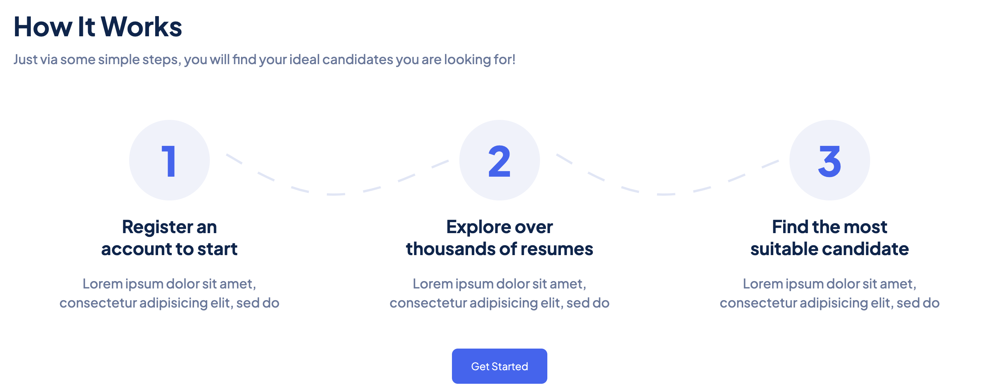 How It Works
Just via some simple steps, you will find your ideal candidates you are looking for!
1
Register an
account to start
Lorem ipsum dolor sit amet,
consectetur adipisicing elit, sed do
2
Explore over
thousands of resumes
Lorem ipsum dolor sit amet,
consectetur adipisicing elit, sed do
3
Find the most
suitable candidate
Lorem ipsum dolor sit amet,
consectetur adipisicing elit, sed do
Get Started